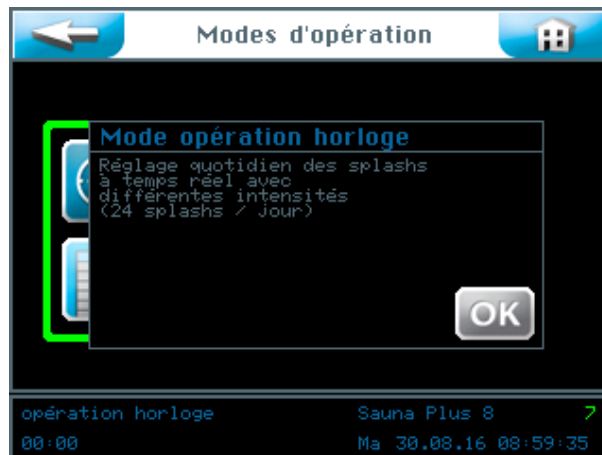 Modes d'opération
Mode opération horloge
Réglage quotidien des splashs
à temps réel avec
différentes intensités
(24 splashs / jour)
OK
opération horloge Sauna Plus 8 7
00:00 Ma 30.08.16 08:59:35